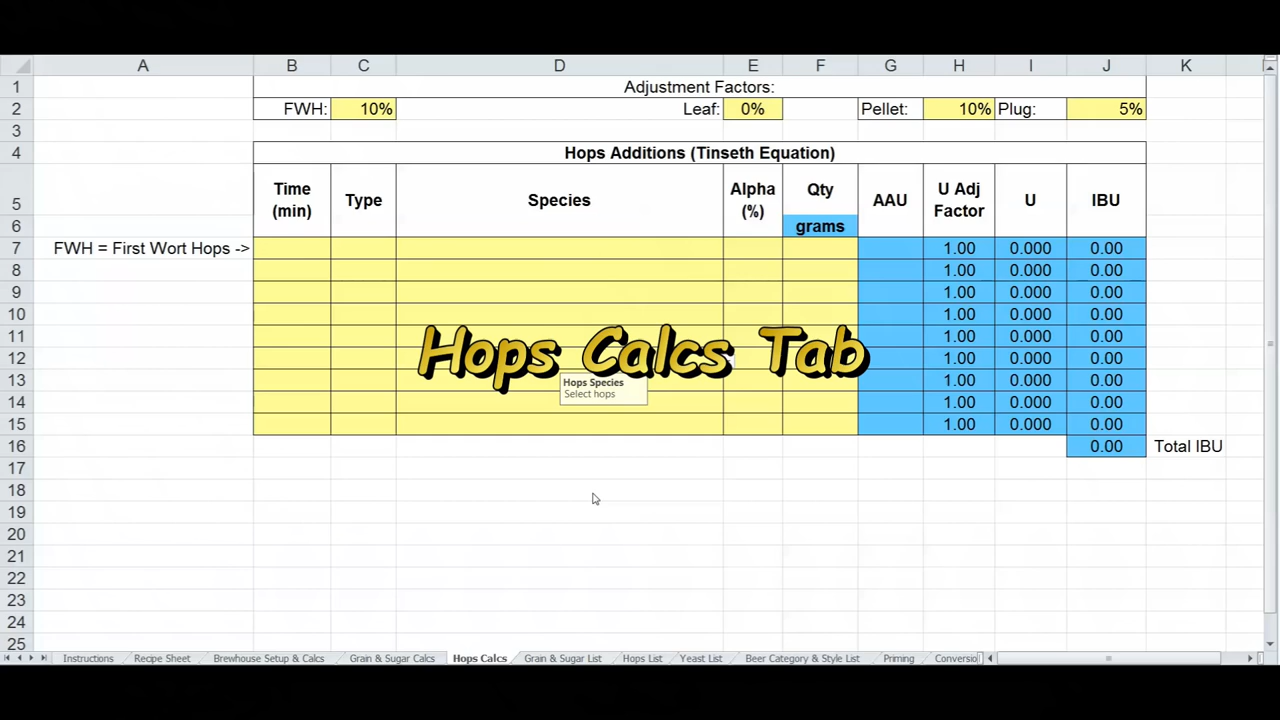 A B C D E F G H I J K
1 Adjustment Factors:
2 FWH: 10% Leaf: 0% Pellet: 10% Plug: 5%
3
4 Hops Additions (Tinseth Equation)
5 Time (min) Type Species Alpha (%) Qty AAU U Adj Factor U IBU
6 grams
7 FWH = First Wort Hops -> 1.00 0.000 0.00
8 1.00 0.000 0.00
9 1.00 0.000 0.00
10 1.00 0.000 0.00
11 1.00 0.000 0.00
Hops Calcs Tab
12 1.00 0.000 0.00
13 1.00 0.000 0.00
Hops Species
Select hops
14 1.00 0.000 0.00
15 1.00 0.000 0.00
16 0.00 Total IBU
17
18
19
20
21
22
23
24
25
Instructions Recipe Sheet Brewhouse Setup & Calcs Grain & Sugar Calcs Hops Calcs Grain & Sugar List Hops List Yeast List Beer Category & Style List Priming Conversio